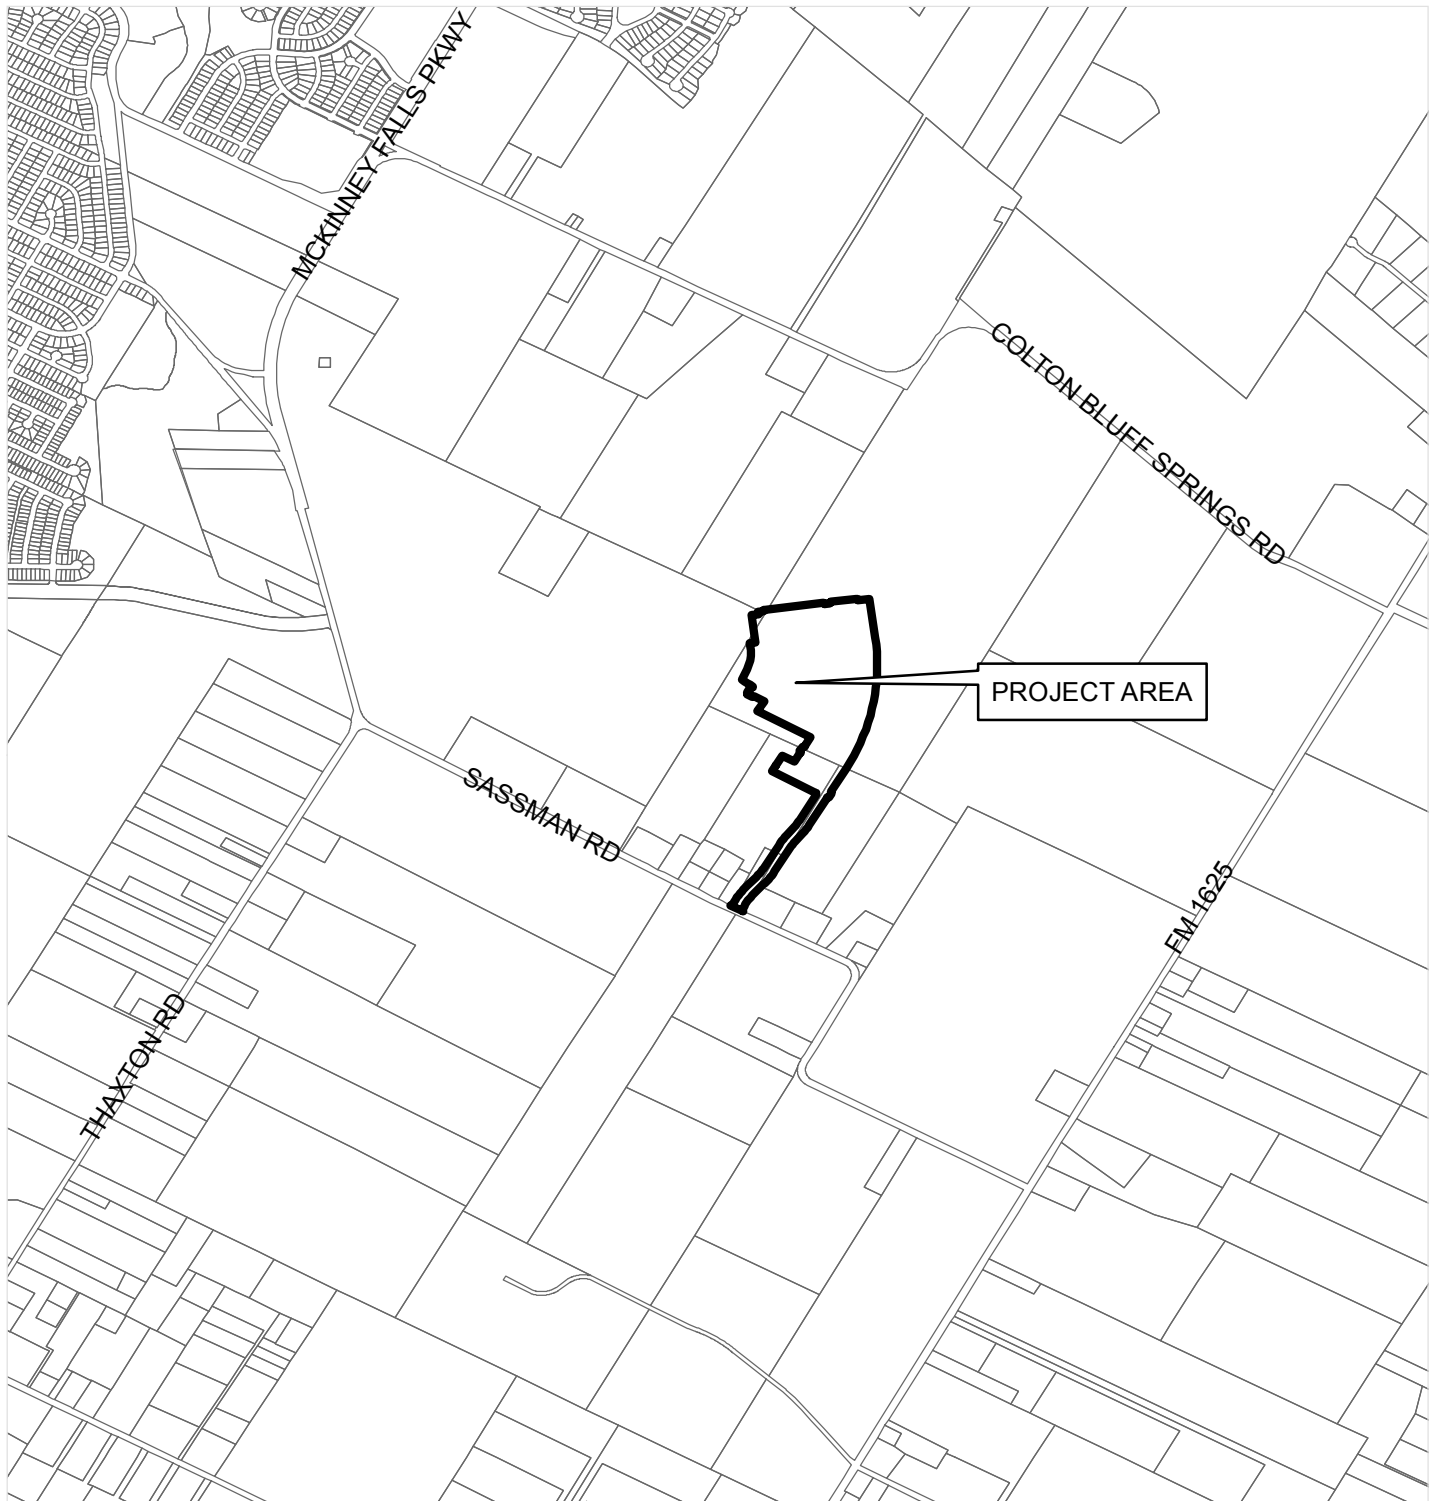 MCKINNEY FALLS PKWY
COLTON BLUFF SPRINGS RD
PROJECT AREA
SASSMAN RD
FM 1625
THAXTON RD